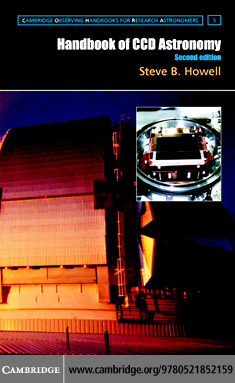 CAMBRIDGE OBSERVING HANDBOOKS FOR RESEARCH ASTRONOMERS 5
Handbook of CCD Astronomy
Second edition
Steve B. Howell
CAMBRIDGE www.cambridge.org/9780521852159